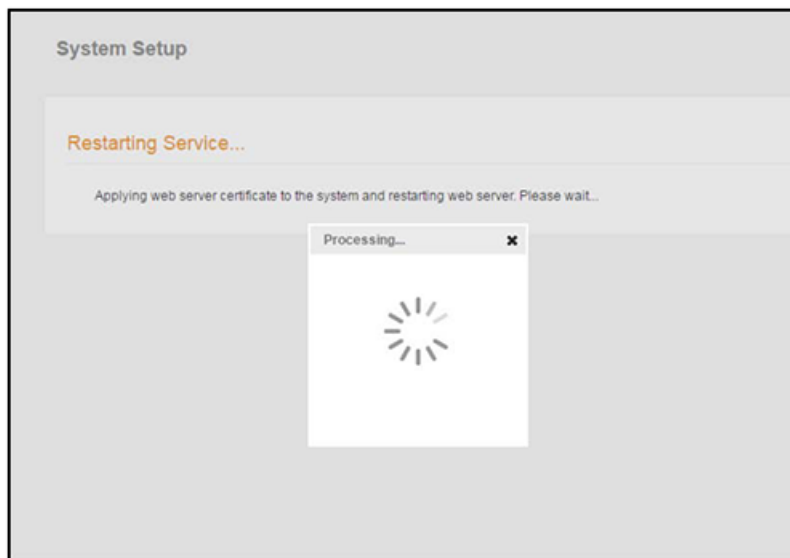 System Setup
Restarting Service...
Applying web server certificate to the system and restarting web server. Please wait...
Processing...